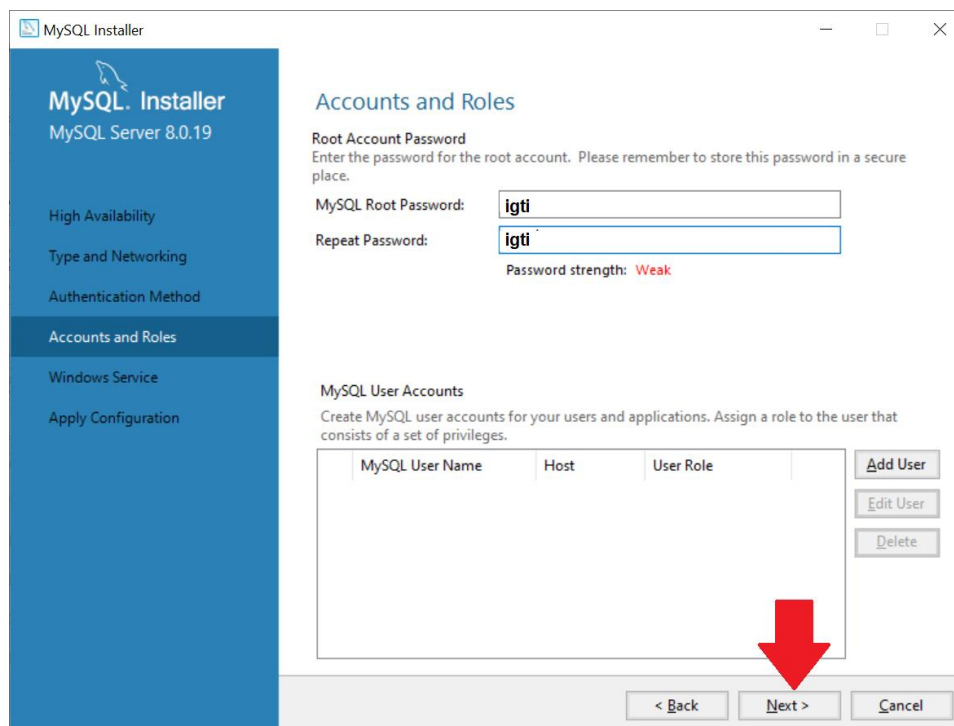 MySQL Installer
MySQL. Installer
MySQL Server 8.0.19
High Availability
Type and Networking
Authentication Method
Accounts and Roles
Windows Service
Apply Configuration
Accounts and Roles
Root Account Password
Enter the password for the root account. Please remember to store this password in a secure
place.
MySQL Root Password: igti
Repeat Password: igti
Password strength: Weak
MySQL User Accounts
Create MySQL user accounts for your users and applications. Assign a role to the user that
consists of a set of privileges.
MySQL User Name Host User Role
Add User
Edit User
Delete
< Back Next > Cancel